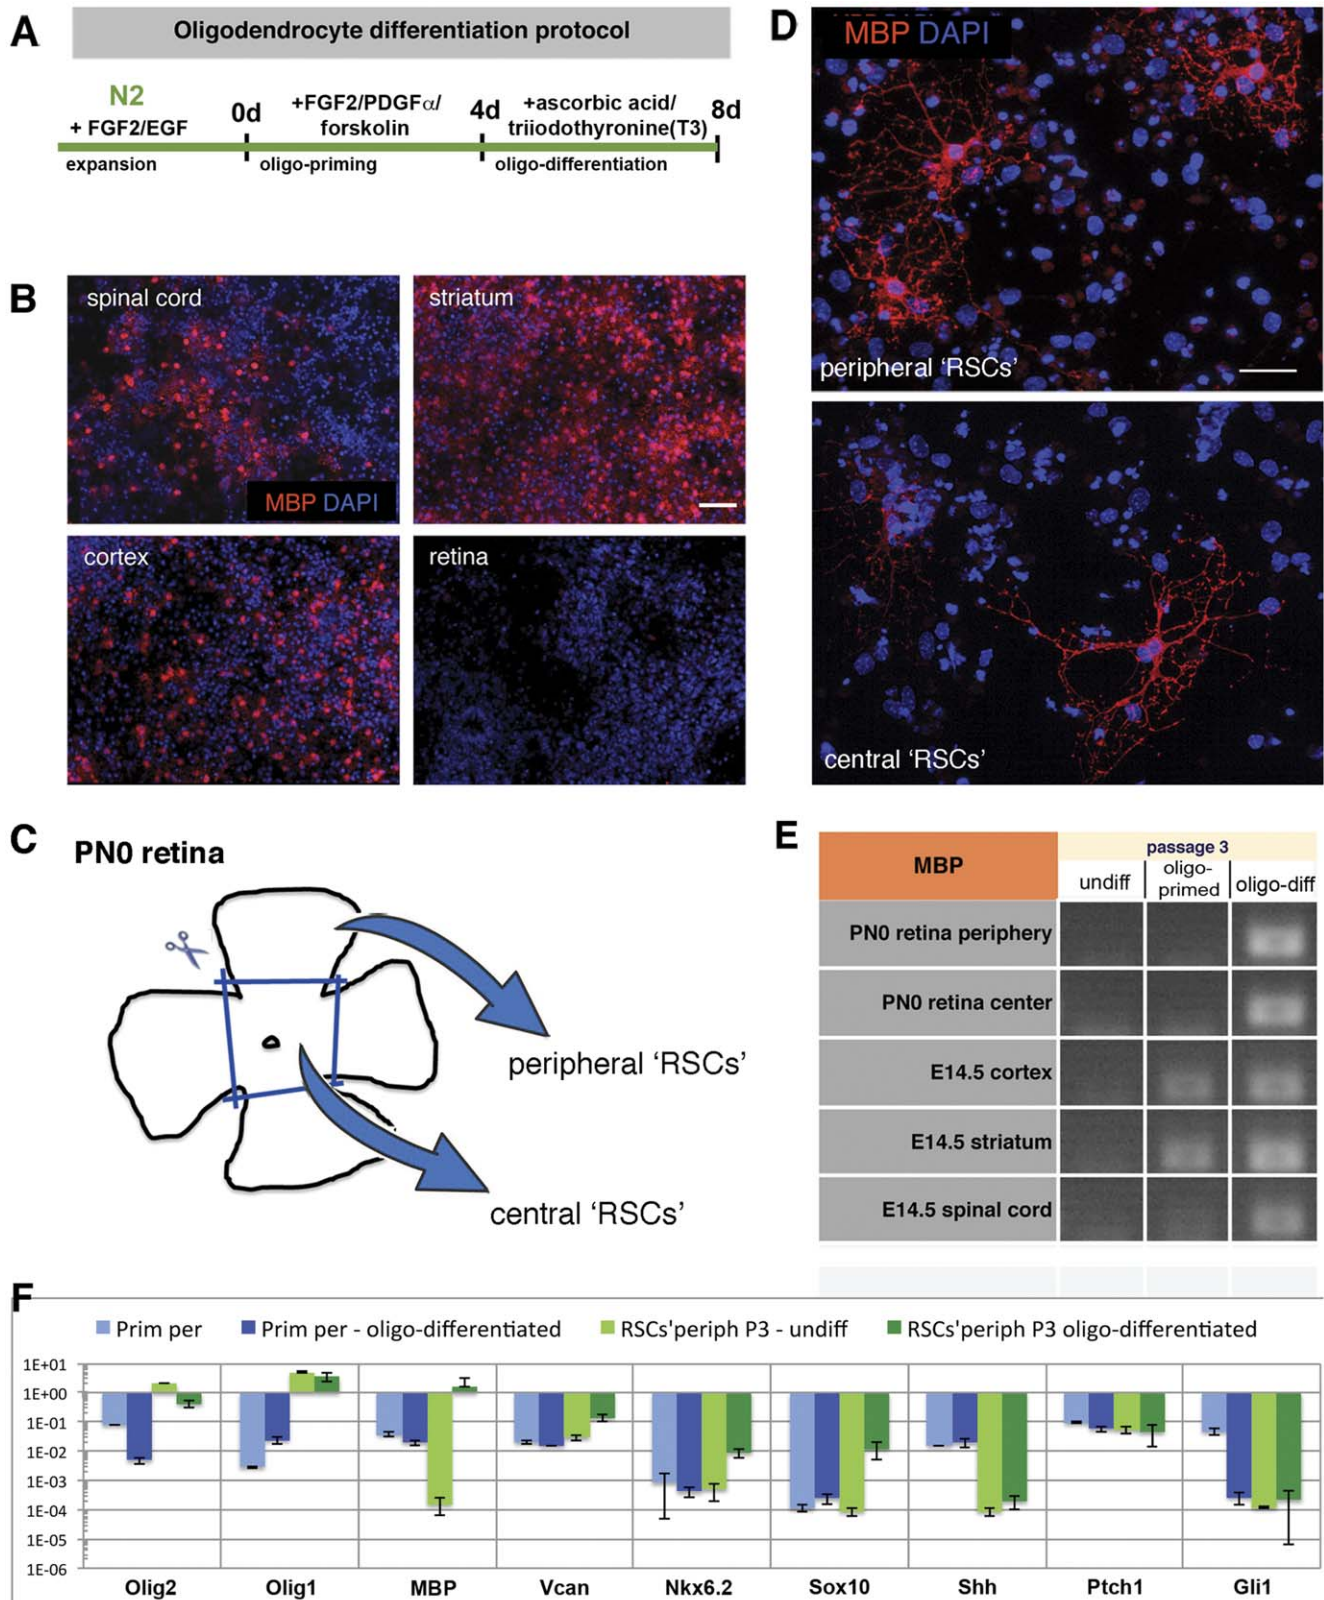 A
Oligodendrocyte differentiation protocol
N2
+ FGF2/EGF
0d
+FGF2/PDGFα/
forskolin
4d
+ascorbic acid/
triiodothyronine(T3)
8d
expansion
oligo-priming
oligo-differentiation
B
spinal cord
MBP DAPI
striatum
cortex
retina
C
PN0 retina
peripheral ‘RSCs’
central ‘RSCs’
D
MBP DAPI
peripheral ‘RSCs’
central ‘RSCs’
E
MBP
passage 3
undiff
oligo-
primed
oligo-diff
PN0 retina periphery
PN0 retina center
E14.5 cortex
E14.5 striatum
E14.5 spinal cord
F
Prim per
Prim per - oligo-differentiated
RSCs'periph P3 - undiff
RSCs'periph P3 oligo-differentiated
1E+01
1E+00
1E-01
1E-02
1E-03
1E-04
1E-05
1E-06
Olig2
Olig1
MBP
Vcan
Nkx6.2
Sox10
Shh
Ptch1
Gli1